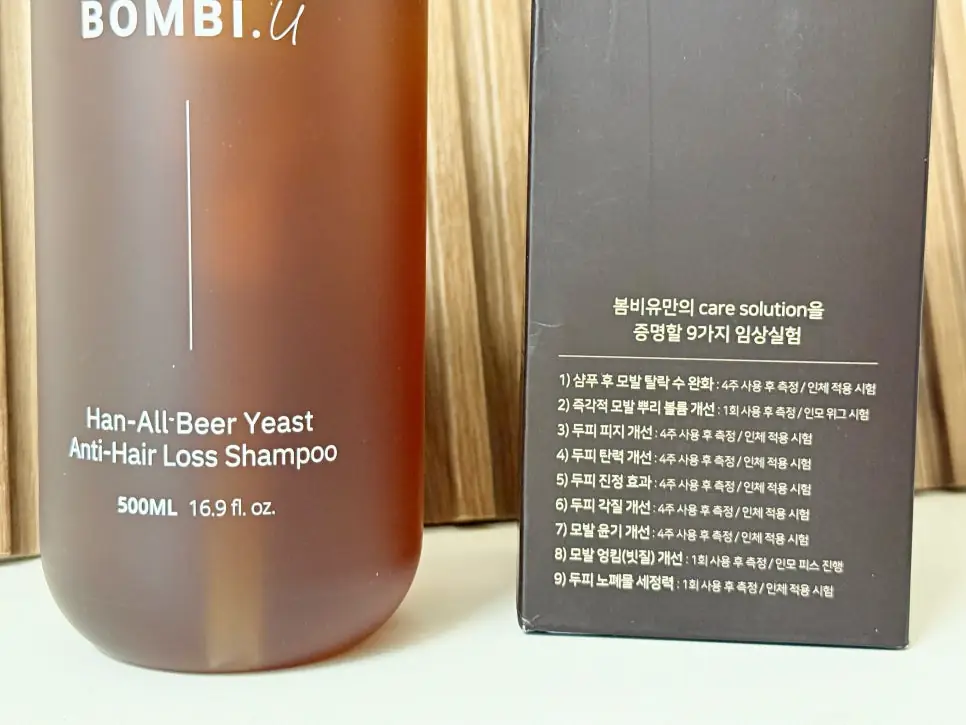 BOMBI.U
Han-All-Beer Yeast
Anti-Hair Loss Shampoo
500ML 16.9 fl. oz.
봄비유만의 care solution을
증명할 9가지 임상실험
1) 샴푸 후 모발 탈락 수 완화 : 4주 사용 후 측정 / 인체 적용 시험
2) 즉각적 모발 뿌리 볼륨 개선 : 1회 사용 후 측정 / 인모 위그 시험
3) 두피 피지 개선 : 4주 사용 후 측정 / 인체 적용 시험
4) 두피 탄력 개선 : 4주 사용 후 측정 / 인체 적용 시험
5) 두피 진정 효과 : 4주 사용 후 측정 / 인체 적용 시험
6) 두피 각질 개선 : 4주 사용 후 측정 / 인체 적용 시험
7) 모발 윤기 개선 : 4주 사용 후 측정 / 인체 적용 시험
8) 모발 엉킴(빗질) 개선 : 1회 사용 후 측정 / 인모 피스 진행
9) 두피 노폐물 세정력 : 1회 사용 후 측정 / 인체 적용 시험